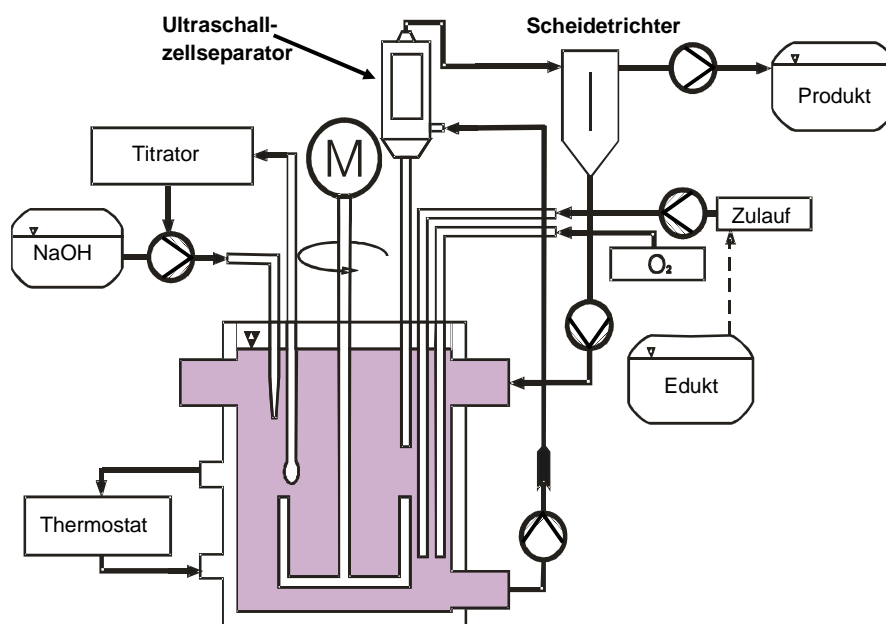 Ultraschall-
zellseparator
Scheidetrichter
Produkt
Titrator
M
Zulauf
NaOH
O₂
Edukt
Thermostat